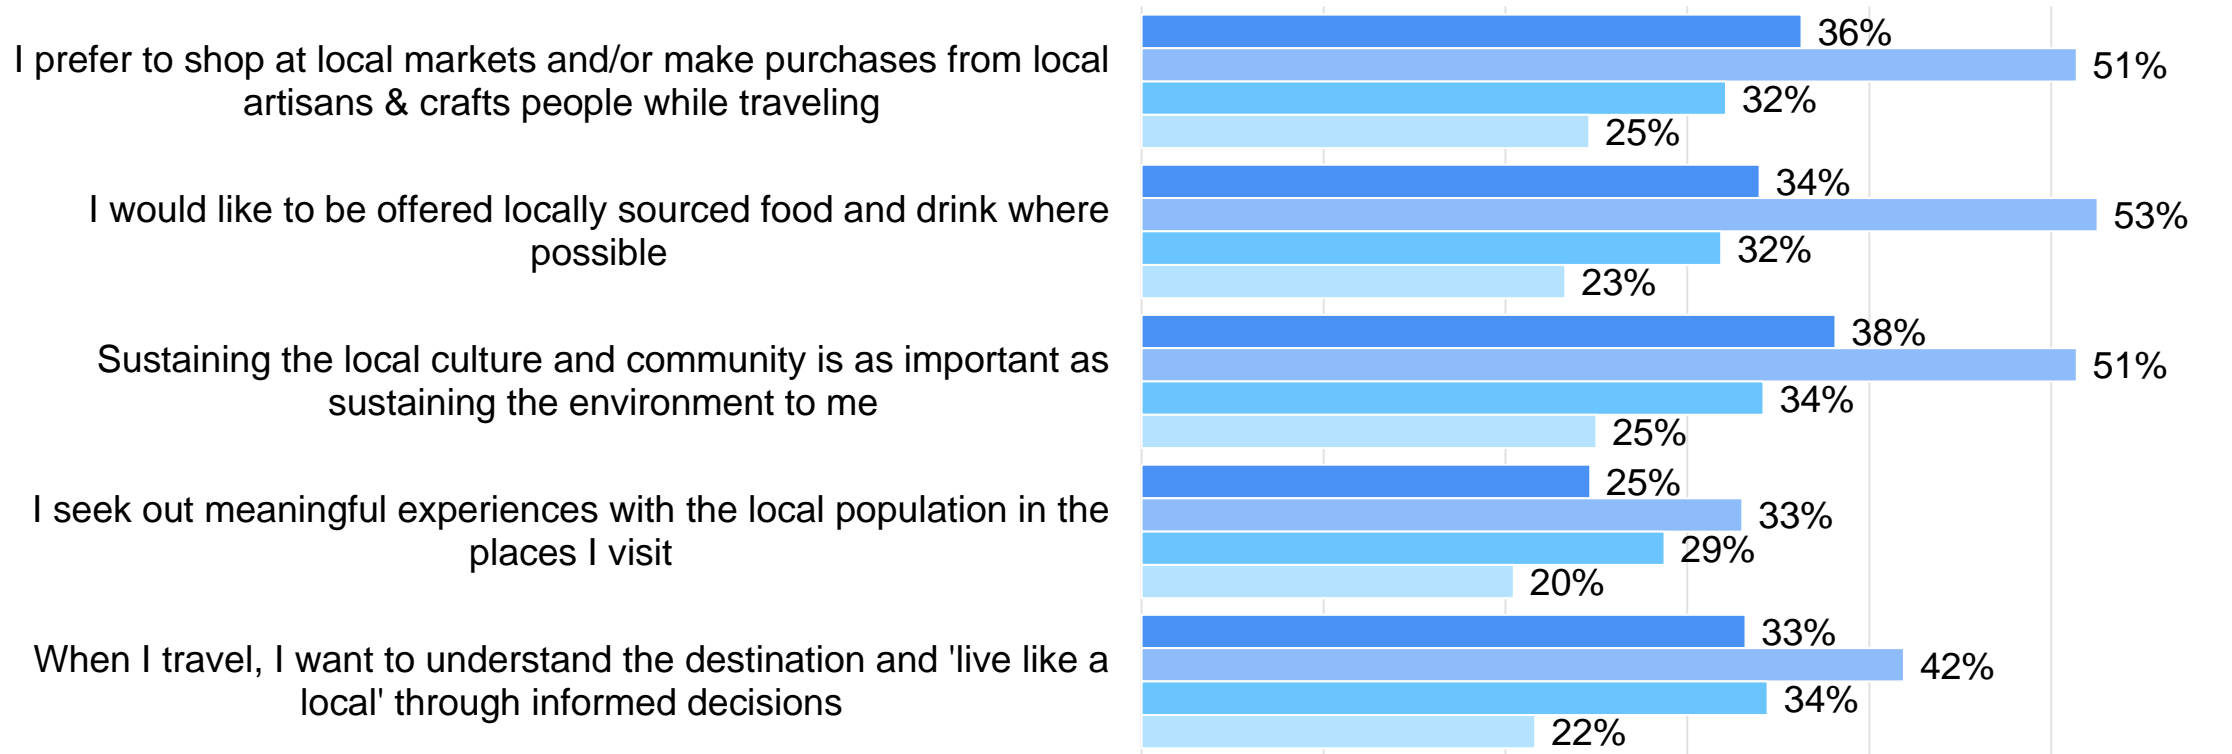 I prefer to shop at local markets and/or make purchases from local
artisans & crafts people while traveling
36%
51%
32%
25%
I would like to be offered locally sourced food and drink where
possible
34%
53%
32%
23%
Sustaining the local culture and community is as important as
sustaining the environment to me
38%
51%
34%
25%
I seek out meaningful experiences with the local population in the
places I visit
25%
33%
29%
20%
When I travel, I want to understand the destination and 'live like a
local' through informed decisions
33%
42%
34%
22%